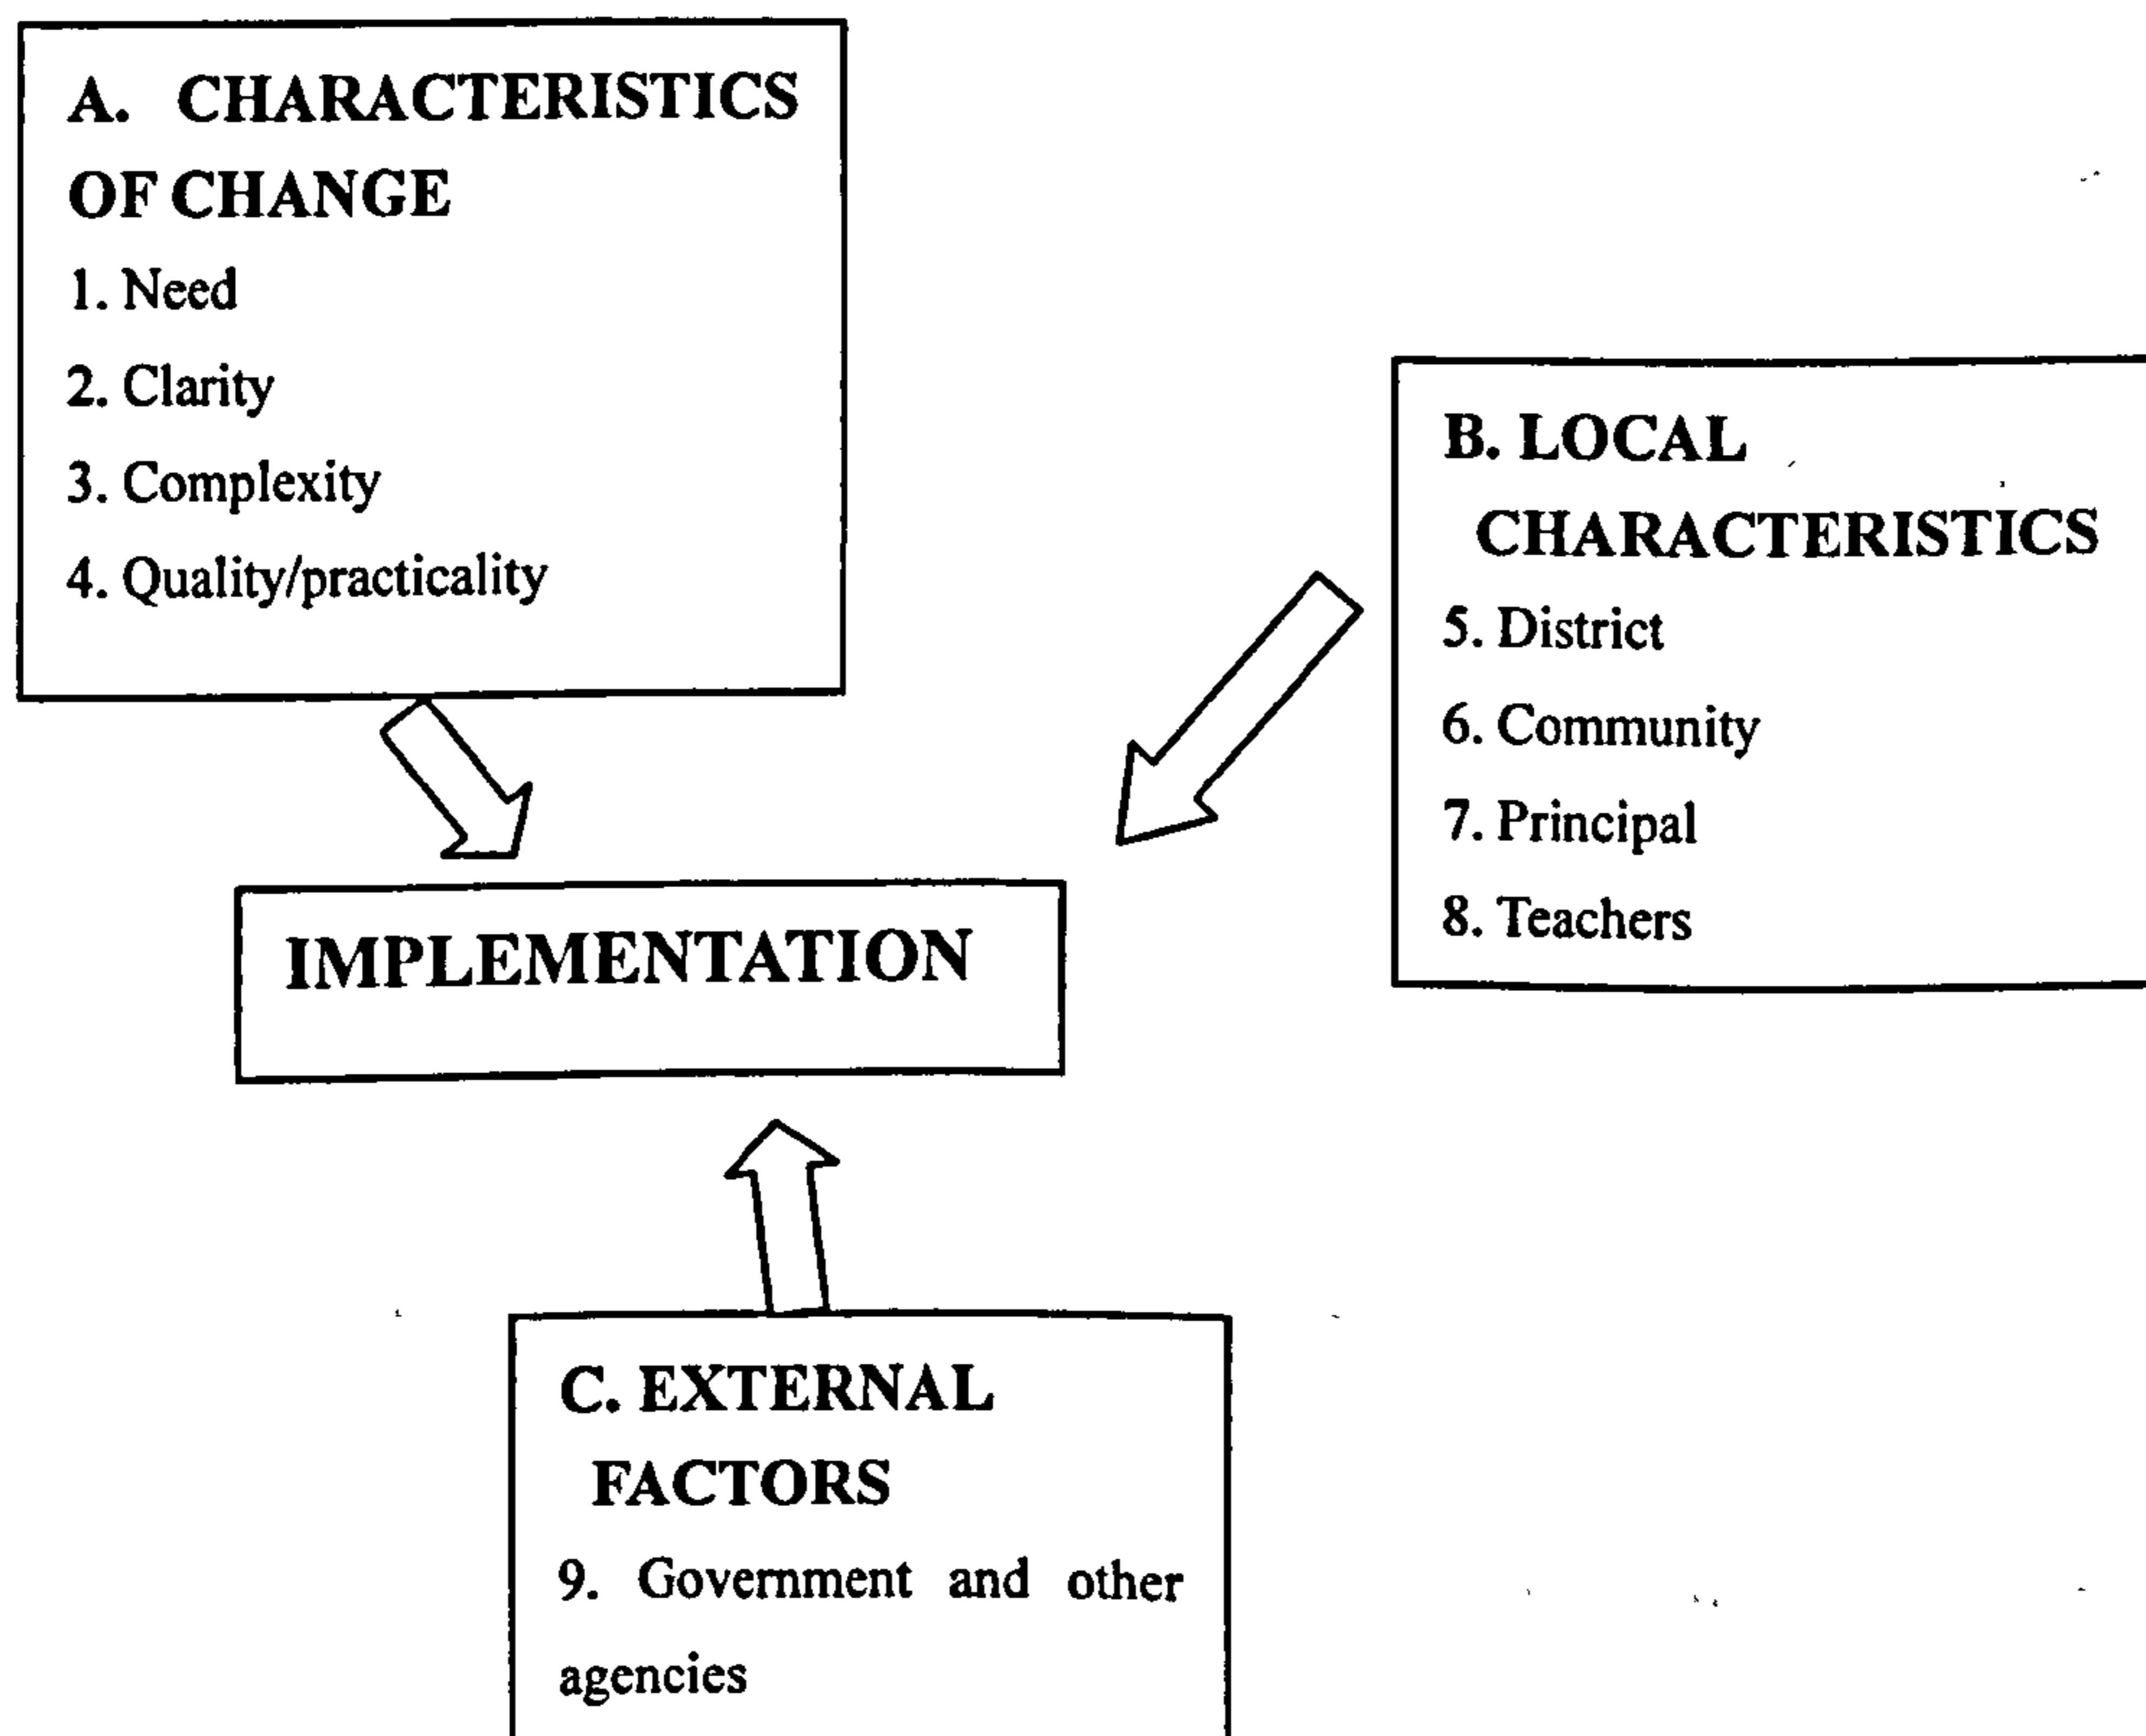 A. CHARACTERISTICS
OF CHANGE
1. Need
2. Clarity
3. Complexity
4. Quality/practicality
B. LOCAL
CHARACTERISTICS
5. District
6. Community
7. Principal
8. Teachers
IMPLEMENTATION
C. EXTERNAL
FACTORS
9. Government and other
agencies